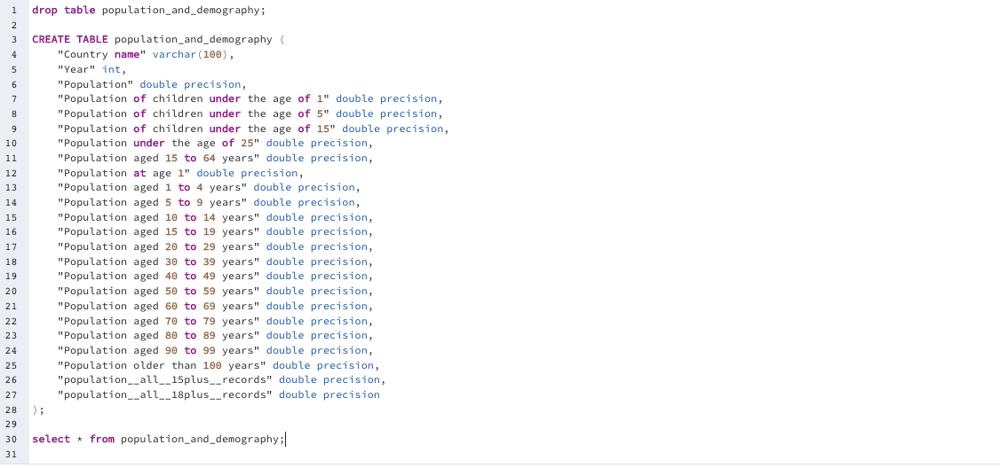 1 drop table population_and_demography;
2
3 CREATE TABLE population_and_demography (
4 "Country name" varchar(100),
5 "Year" int,
6 "Population" double precision,
7 "Population of children under the age of 1" double precision,
8 "Population of children under the age of 5" double precision,
9 "Population of children under the age of 15" double precision,
10 "Population under the age of 25" double precision,
11 "Population aged 15 to 64 years" double precision,
12 "Population at age 1" double precision,
13 "Population aged 1 to 4 years" double precision,
14 "Population aged 5 to 9 years" double precision,
15 "Population aged 10 to 14 years" double precision,
16 "Population aged 15 to 19 years" double precision,
17 "Population aged 20 to 29 years" double precision,
18 "Population aged 30 to 39 years" double precision,
19 "Population aged 40 to 49 years" double precision,
20 "Population aged 50 to 59 years" double precision,
21 "Population aged 60 to 69 years" double precision,
22 "Population aged 70 to 79 years" double precision,
23 "Population aged 80 to 89 years" double precision,
24 "Population aged 90 to 99 years" double precision,
25 "Population older than 100 years" double precision,
26 "population__all__15plus__records" double precision,
27 "population__all__18plus__records" double precision
28 );
29
30 select * from population_and_demography;
31